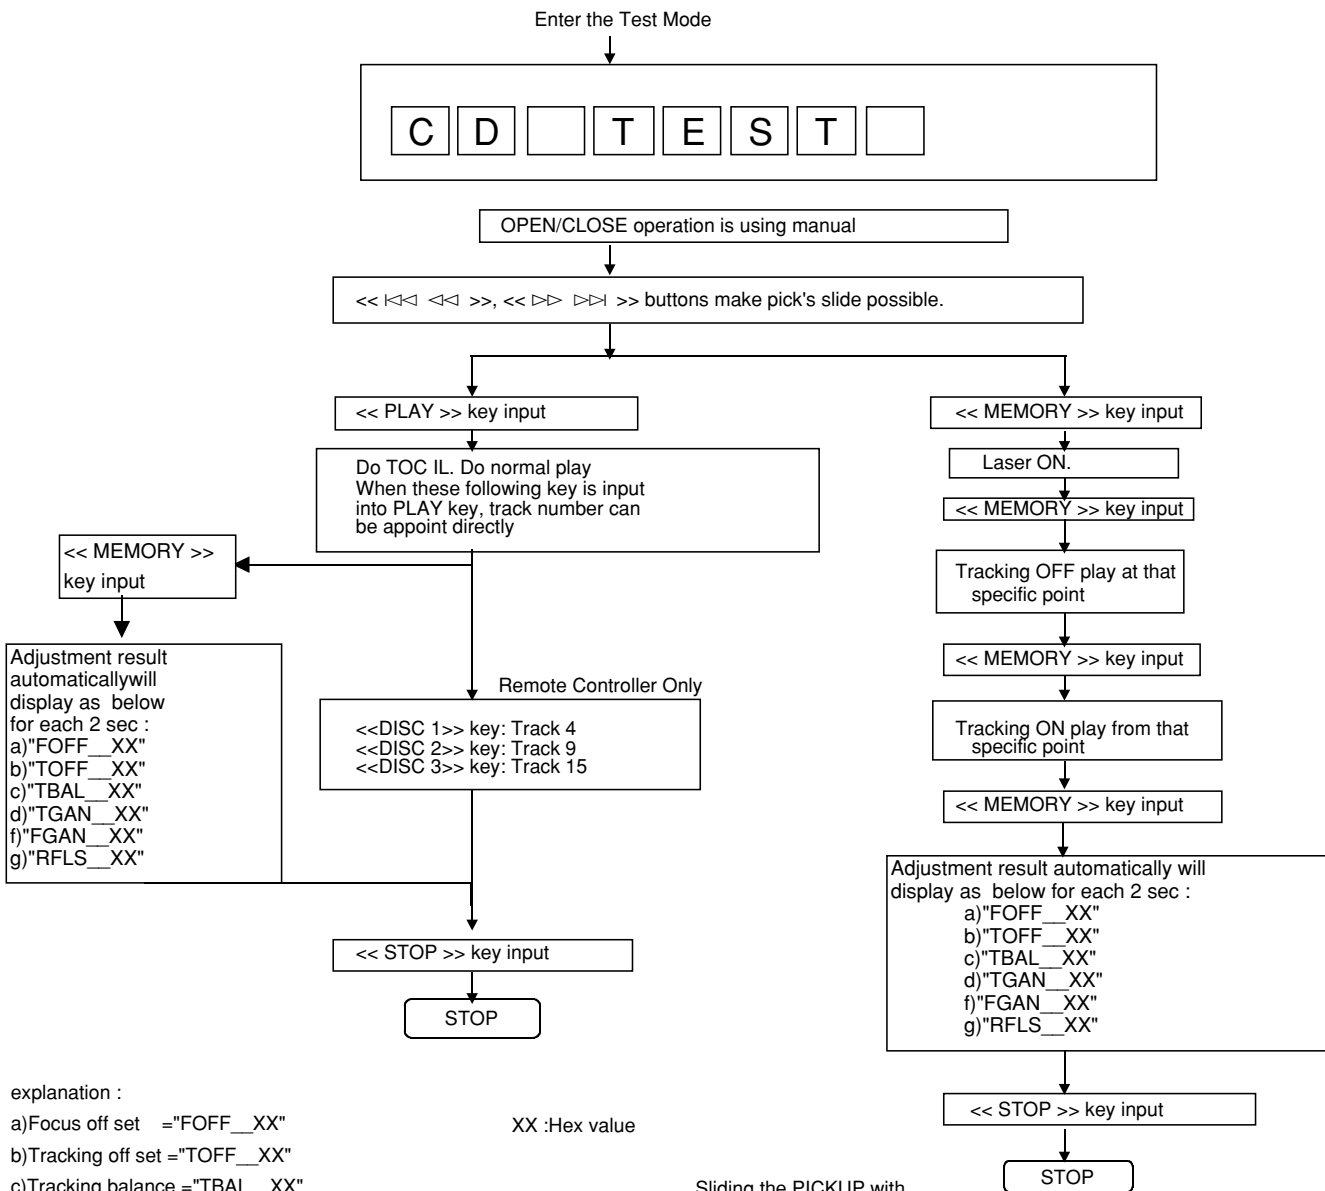 Enter the Test Mode
C D T E S T
OPEN/CLOSE operation is using manual
<< |◁◁ ◁◁ >>, << ▷▷ ▷▷| >> buttons make pick's slide possible.
<< PLAY >> key input
Do TOC IL. Do normal play
When these following key is input
into PLAY key, track number can
be appoint directly
<< MEMORY >>
key input
Adjustment result
automaticallywill
display as below
for each 2 sec :
a)"FOFF__XX"
b)"TOFF__XX"
c)"TBAL__XX"
d)"TGAN__XX"
f)"FGAN__XX"
g)"RFLS__XX"
Remote Controller Only
<<DISC 1>> key: Track 4
<<DISC 2>> key: Track 9
<<DISC 3>> key: Track 15
<< STOP >> key input
STOP
<< MEMORY >> key input
Laser ON.
<< MEMORY >> key input
Tracking OFF play at that
specific point
<< MEMORY >> key input
Tracking ON play from that
specific point
<< MEMORY >> key input
Adjustment result automatically will
display as below for each 2 sec :
a)"FOFF__XX"
b)"TOFF__XX"
c)"TBAL__XX"
d)"TGAN__XX"
f)"FGAN__XX"
g)"RFLS__XX"
<< STOP >> key input
STOP
explanation :
a)Focus off set ="FOFF__XX"
XX :Hex value
b)Tracking off set ="TOFF__XX"
c)Tracking balance ="TBAL__XX"
Sliding the PICKUP with